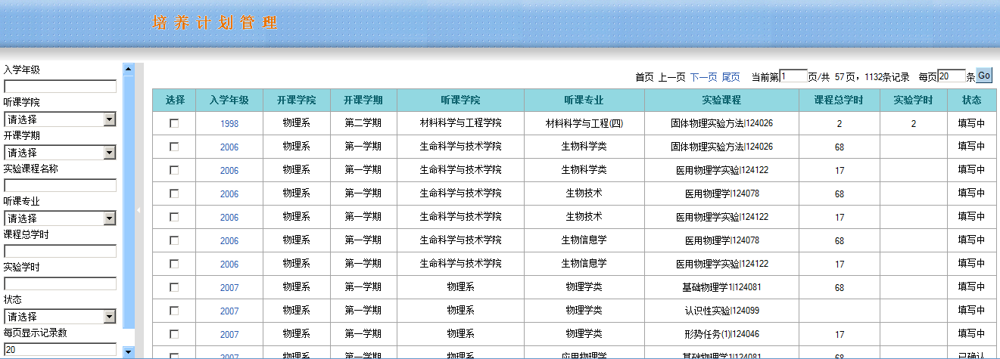 培养计划管理
入学年级
听课学院
请选择
开课学期
请选择
实验课程名称
听课专业
请选择
课程总学时
实验学时
状态
请选择
每页显示记录数
20
首页 上一页 下一页 尾页 当前第1页/共 57页，1132条记录 每页20条Go
选择 入学年级 开课学院 开课学期 听课学院 听课专业 实验课程 课程总学时 实验学时 状态
1998 物理系 第二学期 材料科学与工程学院 材料科学与工程(四) 固体物理实验方法|124026 2 2 填写中
2006 物理系 第一学期 生命科学与技术学院 生物科学类 固体物理实验方法|124026 68 填写中
2006 物理系 第一学期 生命科学与技术学院 生物科学类 医用物理学实验|124122 17 填写中
2006 物理系 第一学期 生命科学与技术学院 生物技术 医用物理学|124078 68 填写中
2006 物理系 第一学期 生命科学与技术学院 生物技术 医用物理学实验|124122 17 填写中
2006 物理系 第一学期 生命科学与技术学院 生物信息学 医用物理学|124078 68 填写中
2006 物理系 第一学期 生命科学与技术学院 生物信息学 医用物理学实验|124122 17 填写中
2007 物理系 第一学期 物理系 物理学类 基础物理学1|124081 68 填写中
2007 物理系 第一学期 物理系 物理学类 认识性实验|124099 填写中
2007 物理系 第一学期 物理系 物理学类 形势任务(1)|124046 17 填写中
2007 物理系 第一学期 物理系 应用物理学 基础物理学1|124081 68 已确认